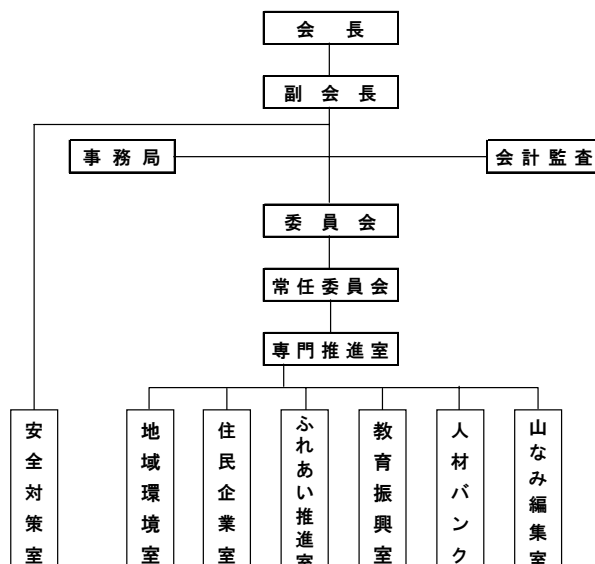 会長
副会長
事務局
会計監査
委員会
常任委員会
専門推進室
安全対策室
地域環境室
住民企業室
ふれあい推進室
教育振興室
人材バンク
山なみ編集室